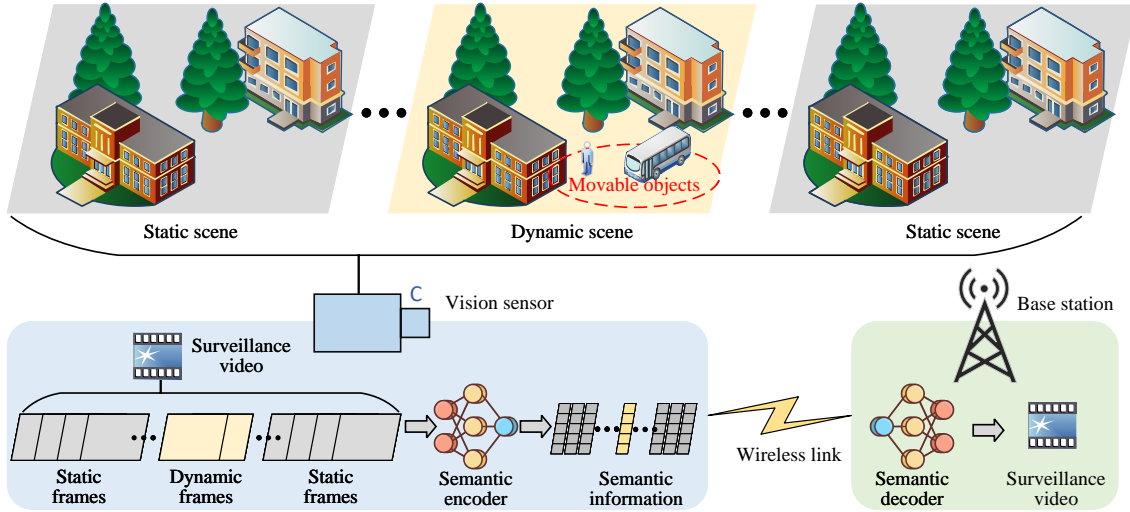 Movable objects
Static scene
Dynamic scene
Static scene
C
Vision sensor
Base station
Surveillance
video
Static
frames
Dynamic
frames
Static
frames
Semantic
encoder
Semantic
information
Wireless link
Semantic
decoder
Surveillance
video